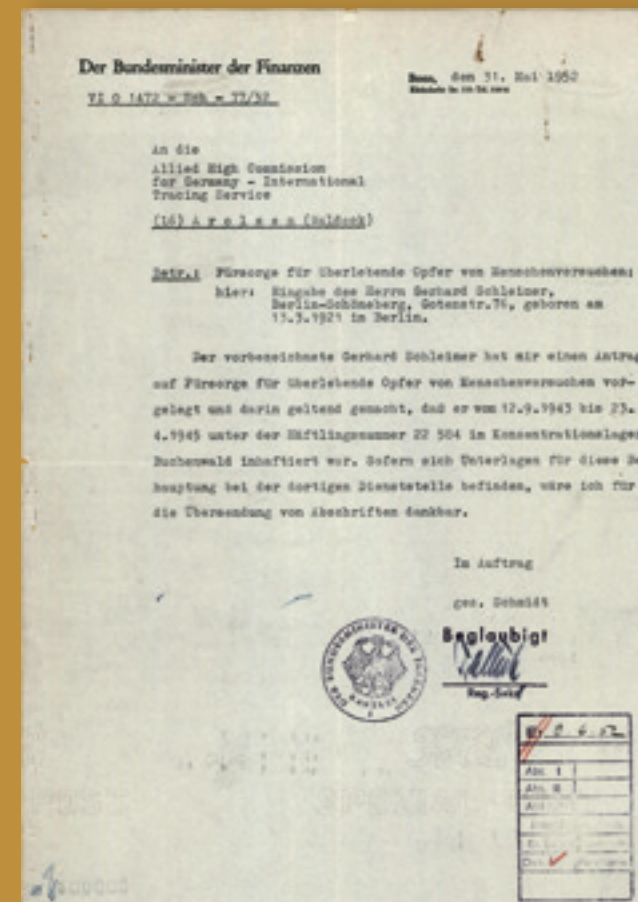 Der Bundesminister der Finanzen
Bonn, den 31. Mai 1952
VI O 1472 - Msh - 77/52
An die
Allied High Commission
for Germany - International
Tracing Service
(16) A r o l s e n (Waldeck)
Betr.: Fürsorge für überlebende Opfer von Menschenversuchen;
hier: Eingabe des Herrn Gerhard Schleimer,
Berlin-Schöneberg, Gotenstr.76, geboren am
in Berlin.
Der vorbezeichnete Gerhard Schleimer hat mir einen Antrag
auf Fürsorge für überlebende Opfer von Menschenversuchen vor-
gelegt und darin geltend gemacht, daß er vom 12.9.1943 bis 23.
4.1945 unter der Häftlingsnummer 22 504 im Konzentrationslager
Buchenwald inhaftiert war. Sofern sich Unterlagen für diese Be
hauptung bei der dortigen Dienststelle befinden, wäre ich für
die Übersendung von Abschriften dankbar.
Im Auftrag
gez. Schmidt
Beglaubigt
Reg.-Sekr
DER BUNDESMINISTER DER FINANZEN
Abt. I
Abt. II